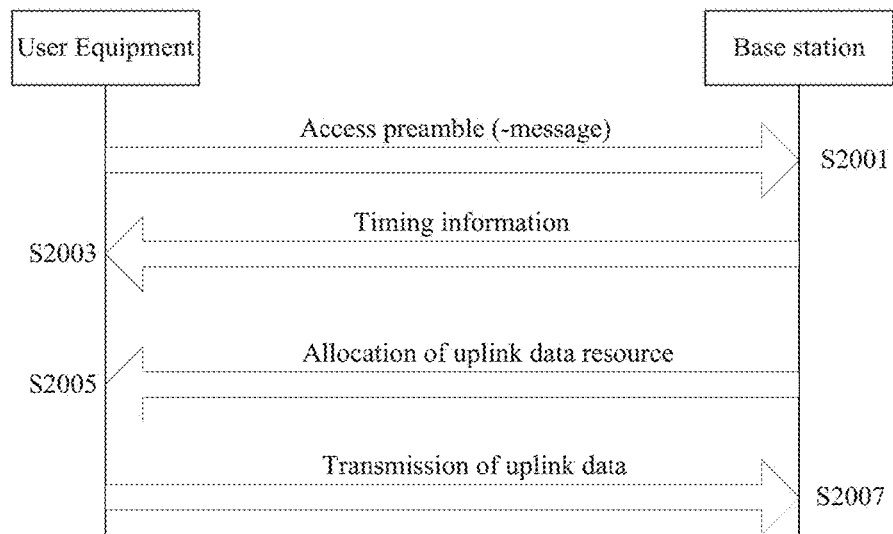 User Equipment
Base station
Access preamble (-message)
S2001
Timing information
S2003
Allocation of uplink data resource
S2005
Transmission of uplink data
S2007